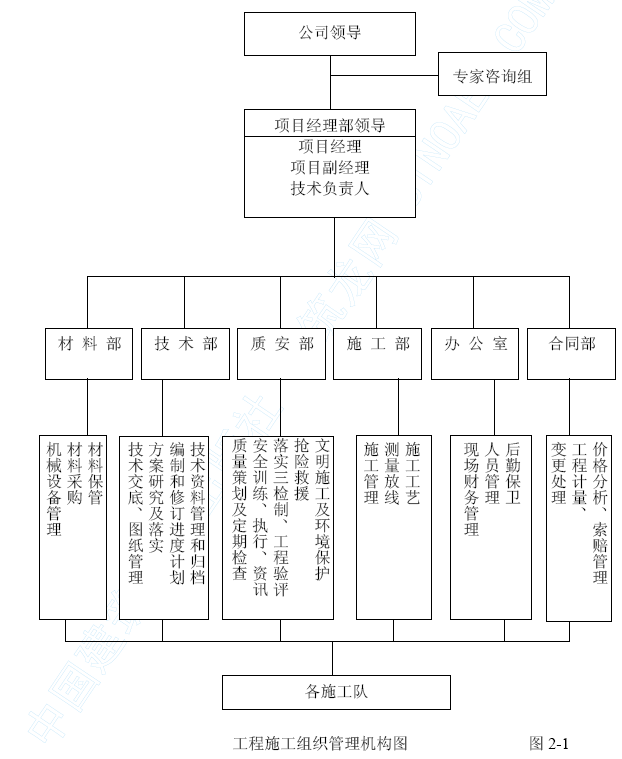 公司领导
专家咨询组
项目经理部领导
项目经理
项目副经理
技术负责人
材料部
技术部
质安部
施工部
办公室
合同部
材料保管
材料采购
机械设备管理
技术资料管理和归档
编制和修订进度计划
方案研究及落实
技术交底、图纸管理
文明施工及环境保护
抢险救援
落实三检制、工程验评
安全训练、执行、资讯
质量策划及定期检查
施工工艺
测量放线
施工管理
后勤保卫
人员管理
现场财务管理
价格分析、索赔管理
工程计量、
变更处理
各施工队
工程施工组织管理机构图
图 2-1